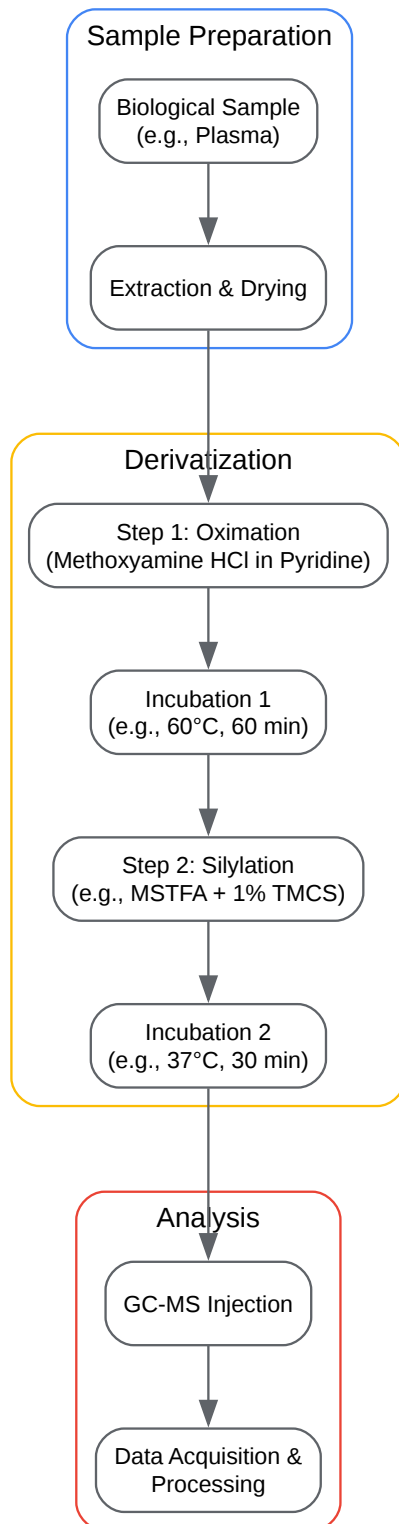 Sample Preparation
Biological Sample
(e.g., Plasma)
Extraction & Drying
Derivatization
Step 1: Oximation
(Methoxyamine HCl in Pyridine)
Incubation 1
(e.g., 60°C, 60 min)
Step 2: Silylation
(e.g., MSTFA + 1% TMCS)
Incubation 2
(e.g., 37°C, 30 min)
Analysis
GC-MS Injection
Data Acquisition &
Processing